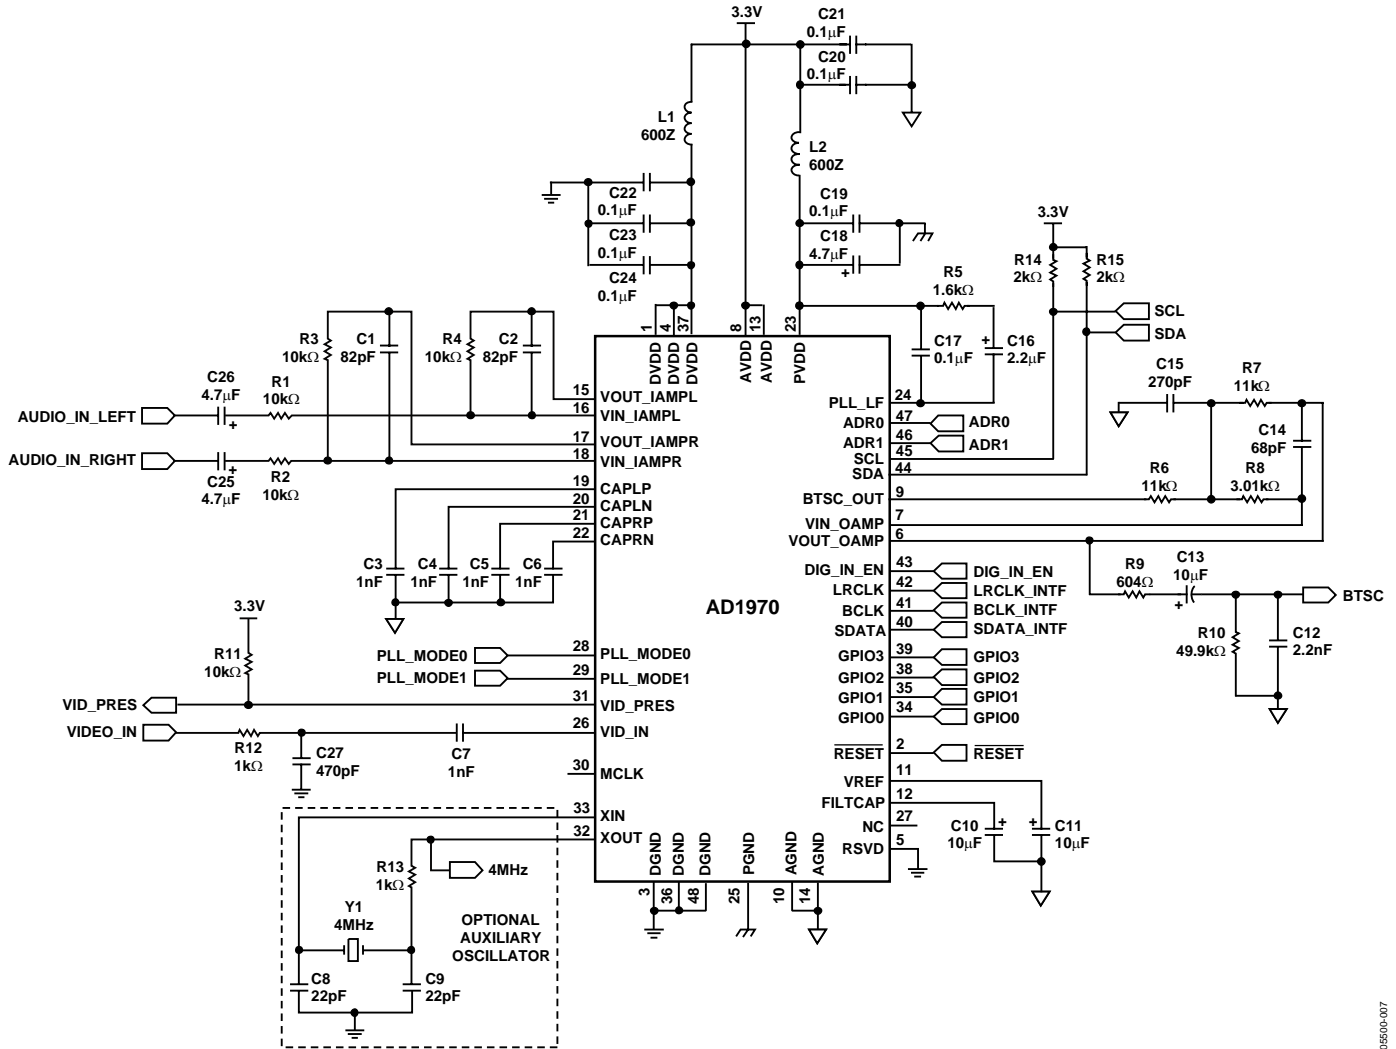 3.3V
C21
0.1μF
C20
0.1μF
L1
600Z
L2
600Z
C22
0.1μF
C23
0.1μF
C24
0.1μF
C19
0.1μF
C18
4.7μF
+
3.3V
R14
2kΩ
R15
2kΩ
SCL
SDA
R5
1.6kΩ
C17
0.1μF
+
C16
2.2μF
R3
10kΩ
C1
82pF
R4
10kΩ
C2
82pF
C26
4.7μF
+
R1
10kΩ
AUDIO_IN_LEFT
AUDIO_IN_RIGHT
C25
4.7μF
+
R2
10kΩ
1
4
37
8
13
23
DVDD
DVDD
DVDD
AVDD
AVDD
PVDD
15
VOUT_IAMPL
16
VIN_IAMPL
17
VOUT_IAMPR
18
VIN_IAMPR
19
CAPLP
20
CAPLN
21
CAPRP
22
CAPRN
C3
1nF
C4
1nF
C5
1nF
C6
1nF
AD1970
PLL_LF
24
ADR0
47
ADR0
ADR1
46
ADR1
SCL
45
SDA
44
BTSC_OUT
9
VIN_OAMP
7
VOUT_OAMP
6
C15
270pF
R7
11kΩ
C14
68pF
R6
11kΩ
R8
3.01kΩ
R9
604Ω
C13
10μF
+
BTSC
R10
49.9kΩ
C12
2.2nF
DIG_IN_EN
43
DIG_IN_EN
LRCLK
42
LRCLK_INTF
BCLK
41
BCLK_INTF
SDATA
40
SDATA_INTF
GPIO3
39
GPIO3
GPIO2
38
GPIO2
GPIO1
35
GPIO1
GPIO0
34
GPIO0
RESET
2
RESET
VREF
11
FILTCAP
12
NC
27
RSVD
5
C10
10μF
+
C11
10μF
+
3.3V
R11
10kΩ
PLL_MODE0
28
PLL_MODE0
PLL_MODE1
29
PLL_MODE1
VID_PRES
31
VID_PRES
VIDEO_IN
26
VID_IN
R12
1kΩ
C27
470pF
C7
1nF
30
MCLK
33
XIN
32
XOUT
R13
1kΩ
4MHz
Y1
4MHz
OPTIONAL
AUXILIARY
OSCILLATOR
C8
22pF
C9
22pF
DGND
DGND
DGND
PGND
AGND
AGND
3
36
48
25
10
14
05500-007